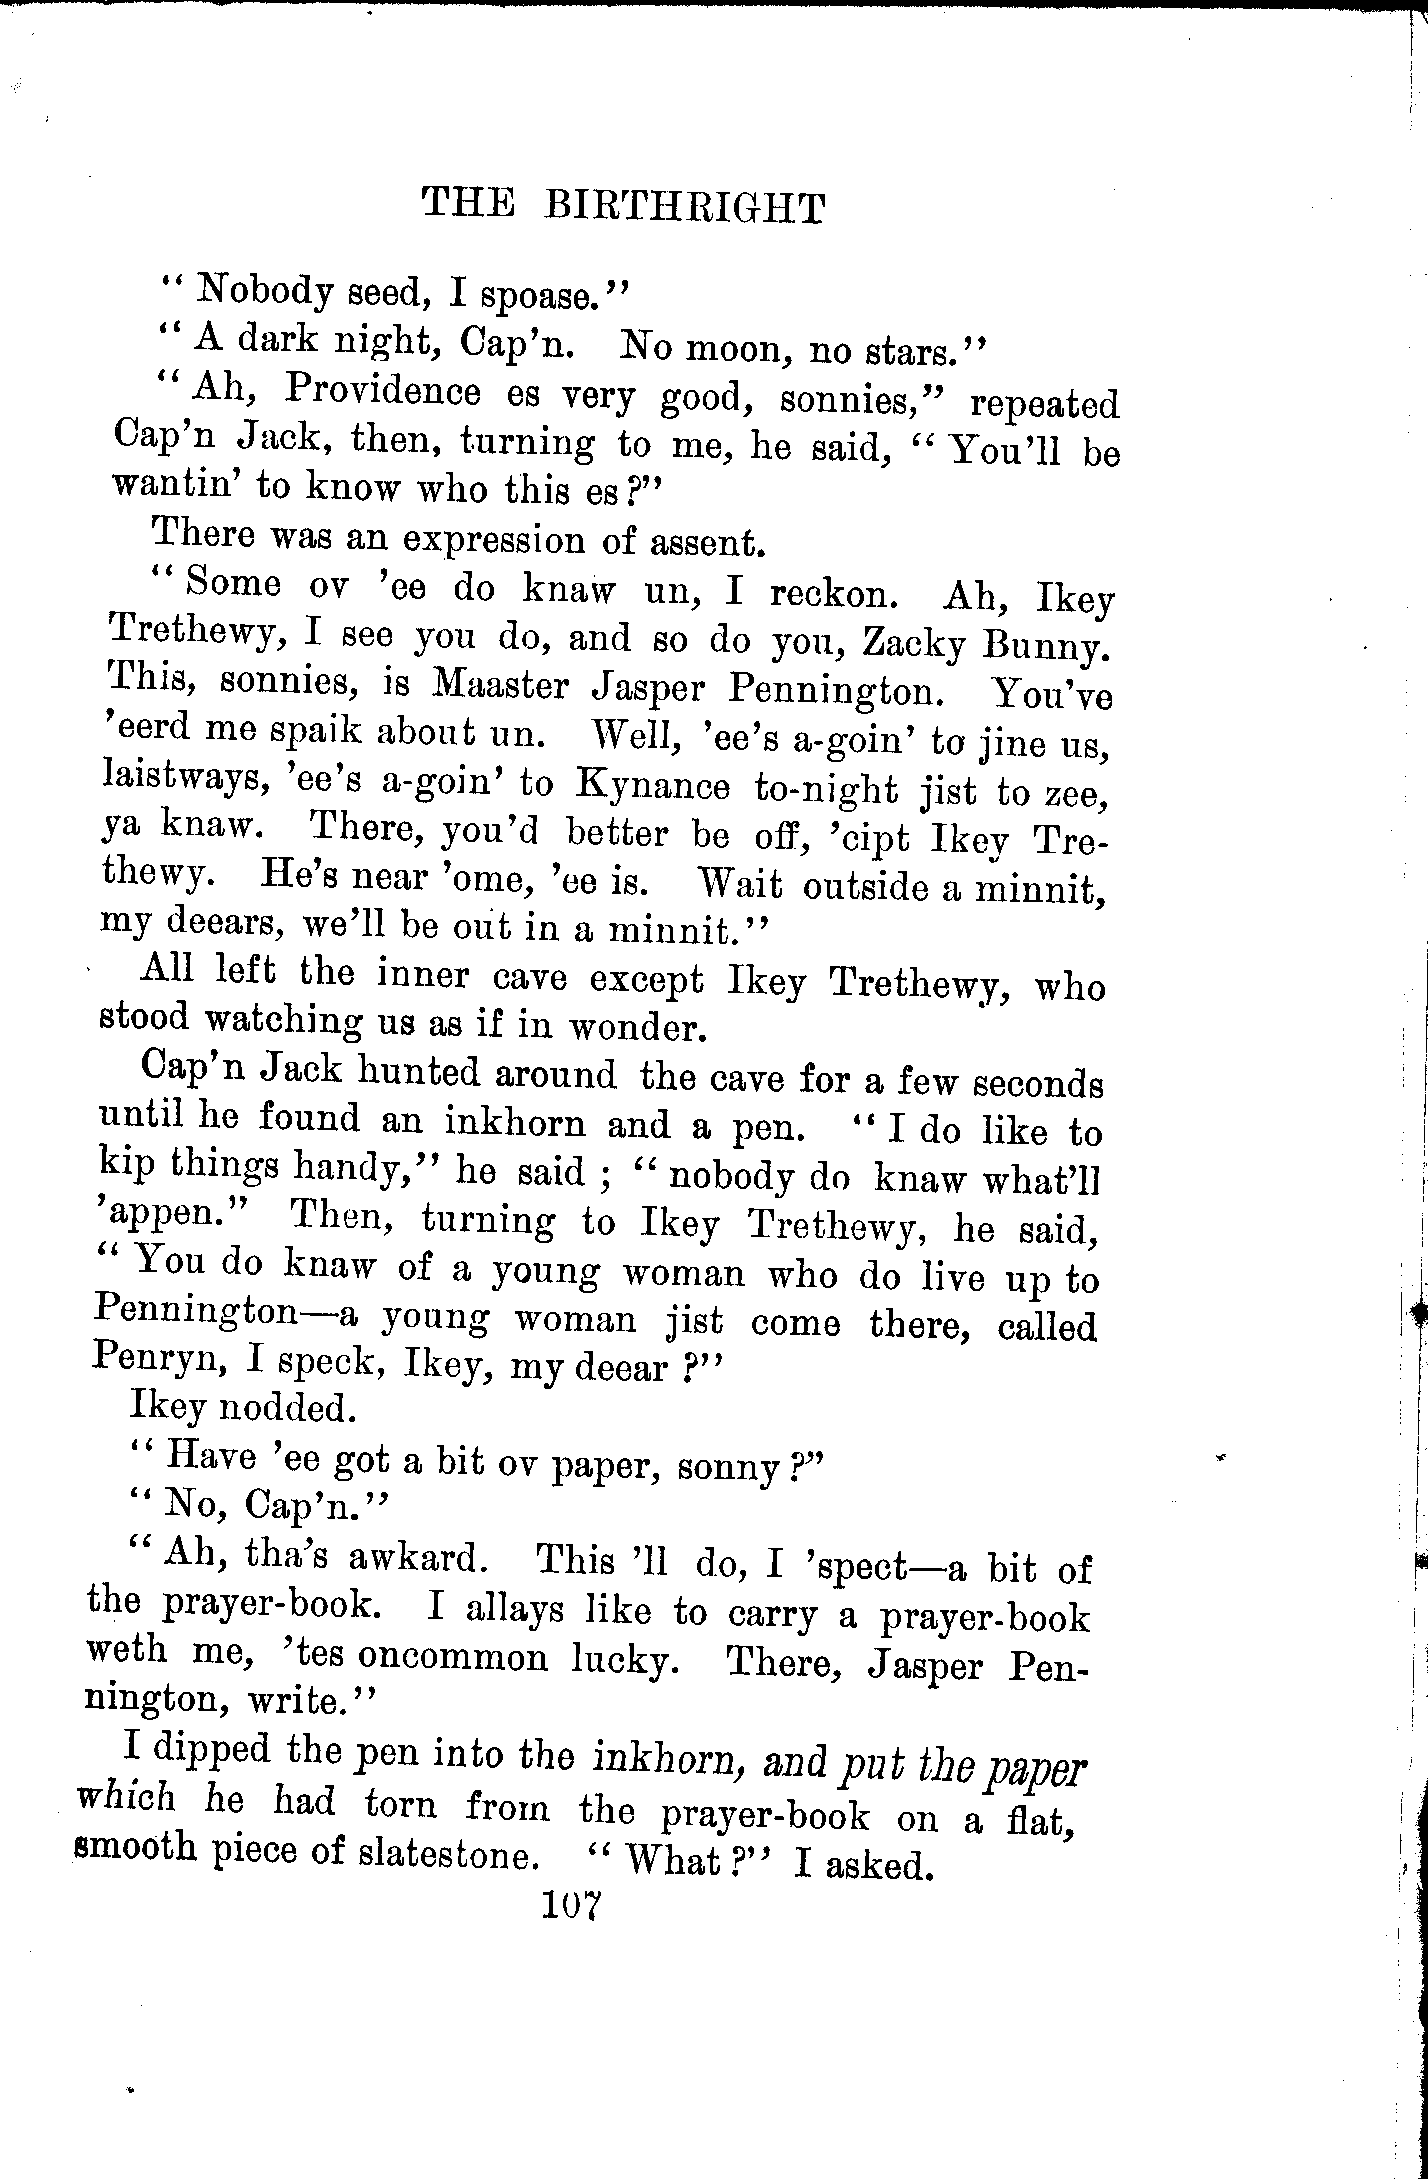 THE BIRTHRIGHT
"Nobody seed, I spoase."
"A dark night, Cap'n. No moon, no stars."
"Ah, Providence es very good, sonnies," repeated
Cap'n Jack, then, turning to me, he said, "You'll be
wantin' to know who this es?"
There was an expression of assent.
"Some ov 'ee do knaw un, I reckon. Ah, Ikey
Trethewy, I see you do, and so do you, Zacky Bunny.
This, sonnies, is Maaster Jasper Pennington. You've
'eerd me spaik about un. Well, 'ee's a-goin' to jine us,
laistways, 'ee's a-goin' to Kynance to-night jist to zee,
ya knaw. There, you'd better be off, 'cipt Ikey Tre-
thewy. He's near 'ome, 'ee is. Wait outside a minnit,
my deears, we'll be out in a minnit."
All left the inner cave except Ikey Trethewy, who
stood watching us as if in wonder.
Cap'n Jack hunted around the cave for a few seconds
until he found an inkhorn and a pen. "I do like to
kip things handy," he said; "nobody do knaw what'll
'appen." Then, turning to Ikey Trethewy, he said,
"You do knaw of a young woman who do live up to
Pennington—a young woman jist come there, called
Penryn, I speck, Ikey, my deear?"
Ikey nodded.
"Have 'ee got a bit ov paper, sonny?"
"No, Cap'n."
"Ah, tha's awkard. This 'll do, I 'spect—a bit of
the prayer-book. I allays like to carry a prayer-book
weth me, 'tes oncommon lucky. There, Jasper Pen-
nington, write."
I dipped the pen into the inkhorn, and put the paper
which he had torn from the prayer-book on a flat,
smooth piece of slatestone. "What?" I asked.
107